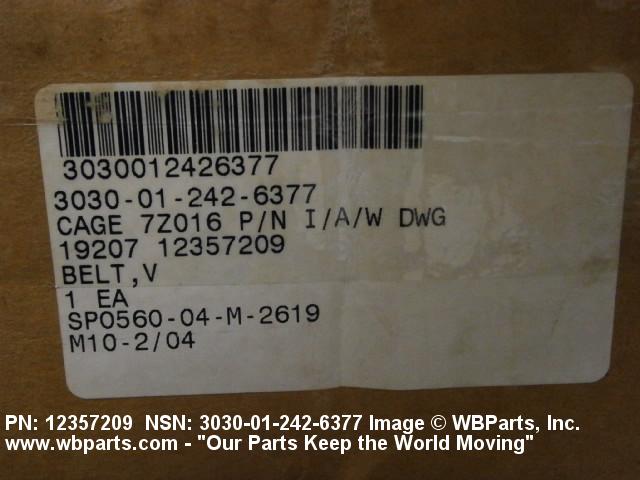 3030012426377
3030-01-242-6377
CAGE 7Z016 P/N I/A/W DWG
19207 12357209
BELT,V
1 EA
SP0560-04-M-2619
M10-2/04
PN: 12357209  NSN: 3030-01-242-6377 Image © WBParts, Inc.
www.wbparts.com - "Our Parts Keep the World Moving"